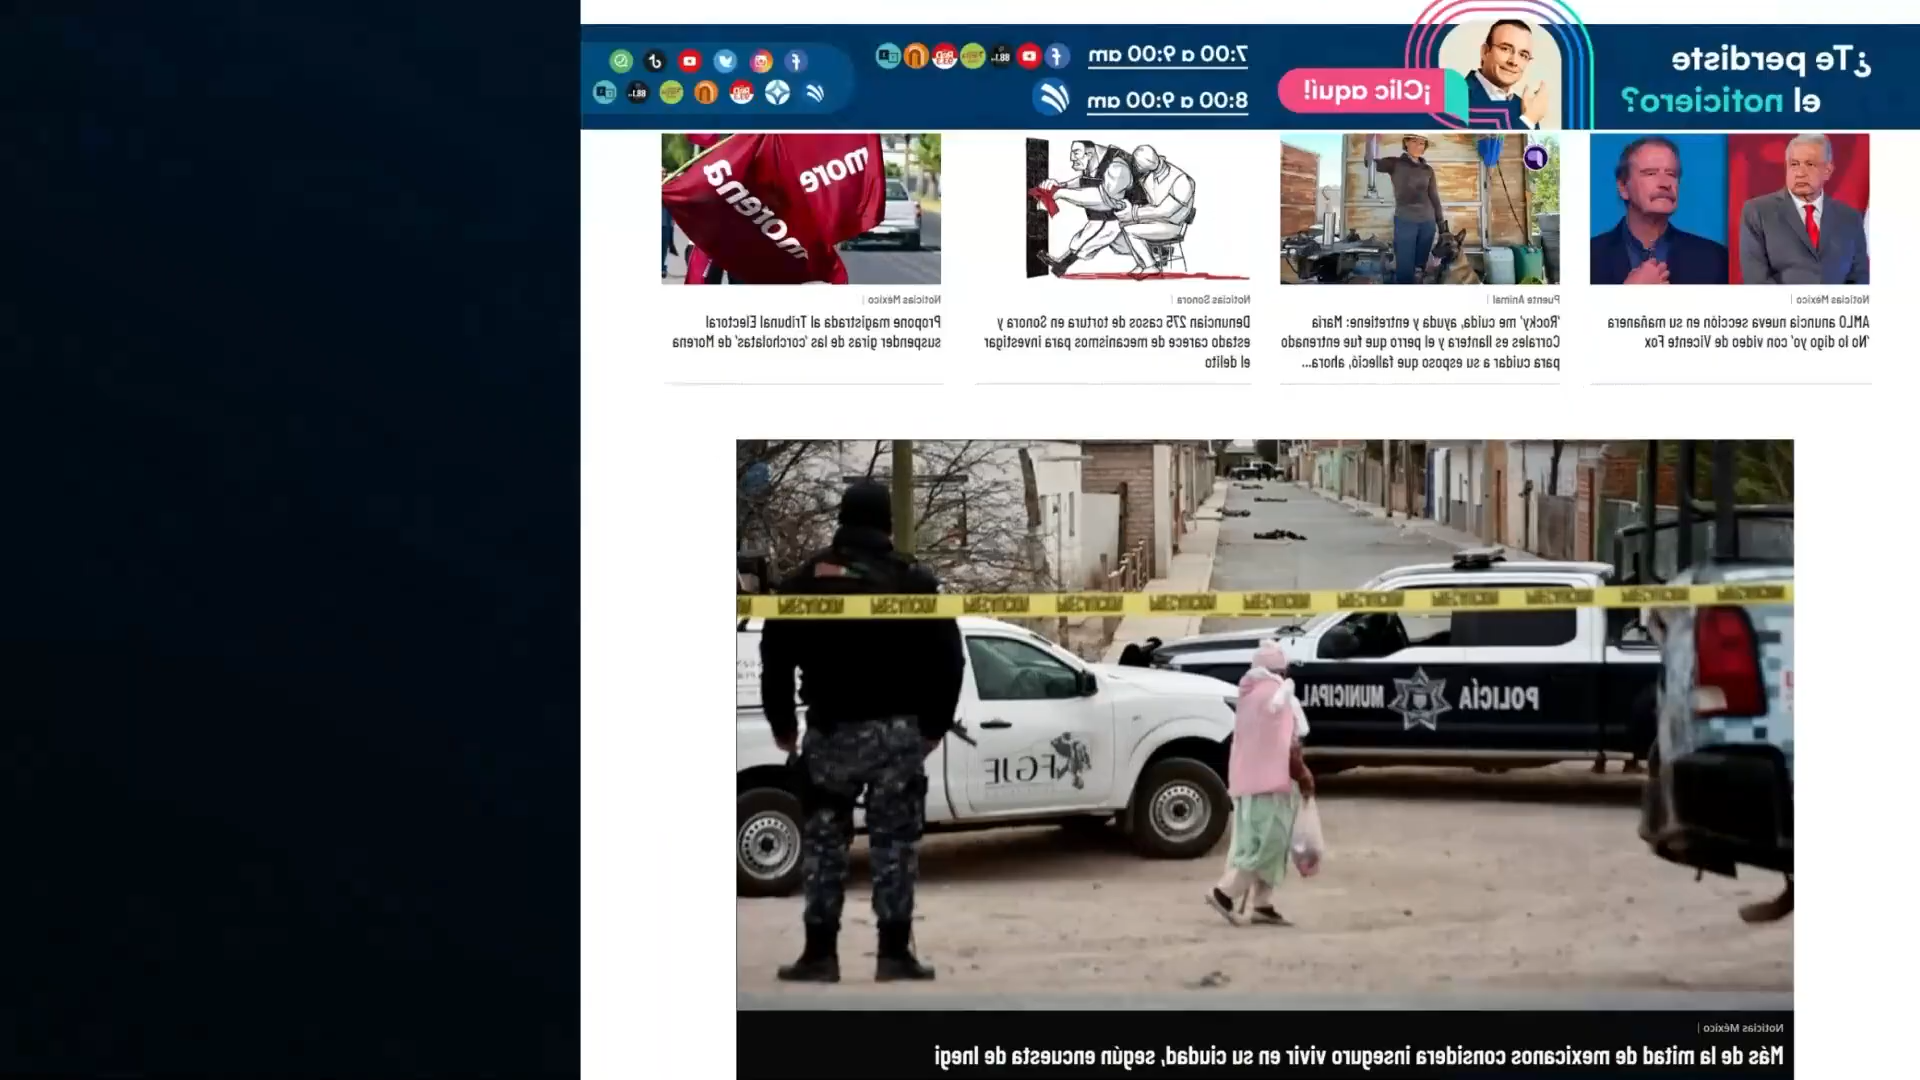 ¿Te perdiste
el noticiero?
¡Clic aquí!
7:00 a 9:00 am
8:00 a 9:00 am
Noticias México |
AMLO anuncia nueva sección en su mañanera
'No lo digo yo' con video de Vicente Fox
Puente Animal |
'Rocky' me cuida, ayuda y entretiene: María
Corrales es llantera y el perro que fue entrenado
para cuidar a su esposo que falleció, ahora...
Noticias Sonora |
Denuncian 275 casos de tortura en Sonora y
estado carece de mecanismos para investigar
el delito
more
morena
Noticias México |
Propone magistrada al Tribunal Electoral
suspender giras de las 'corcholatas' de Morena
POLICÍA MUNICIPAL
FGJE
Noticias México |
Más de la mitad de mexicanos considera inseguro vivir en su ciudad, según encuesta de Inegi